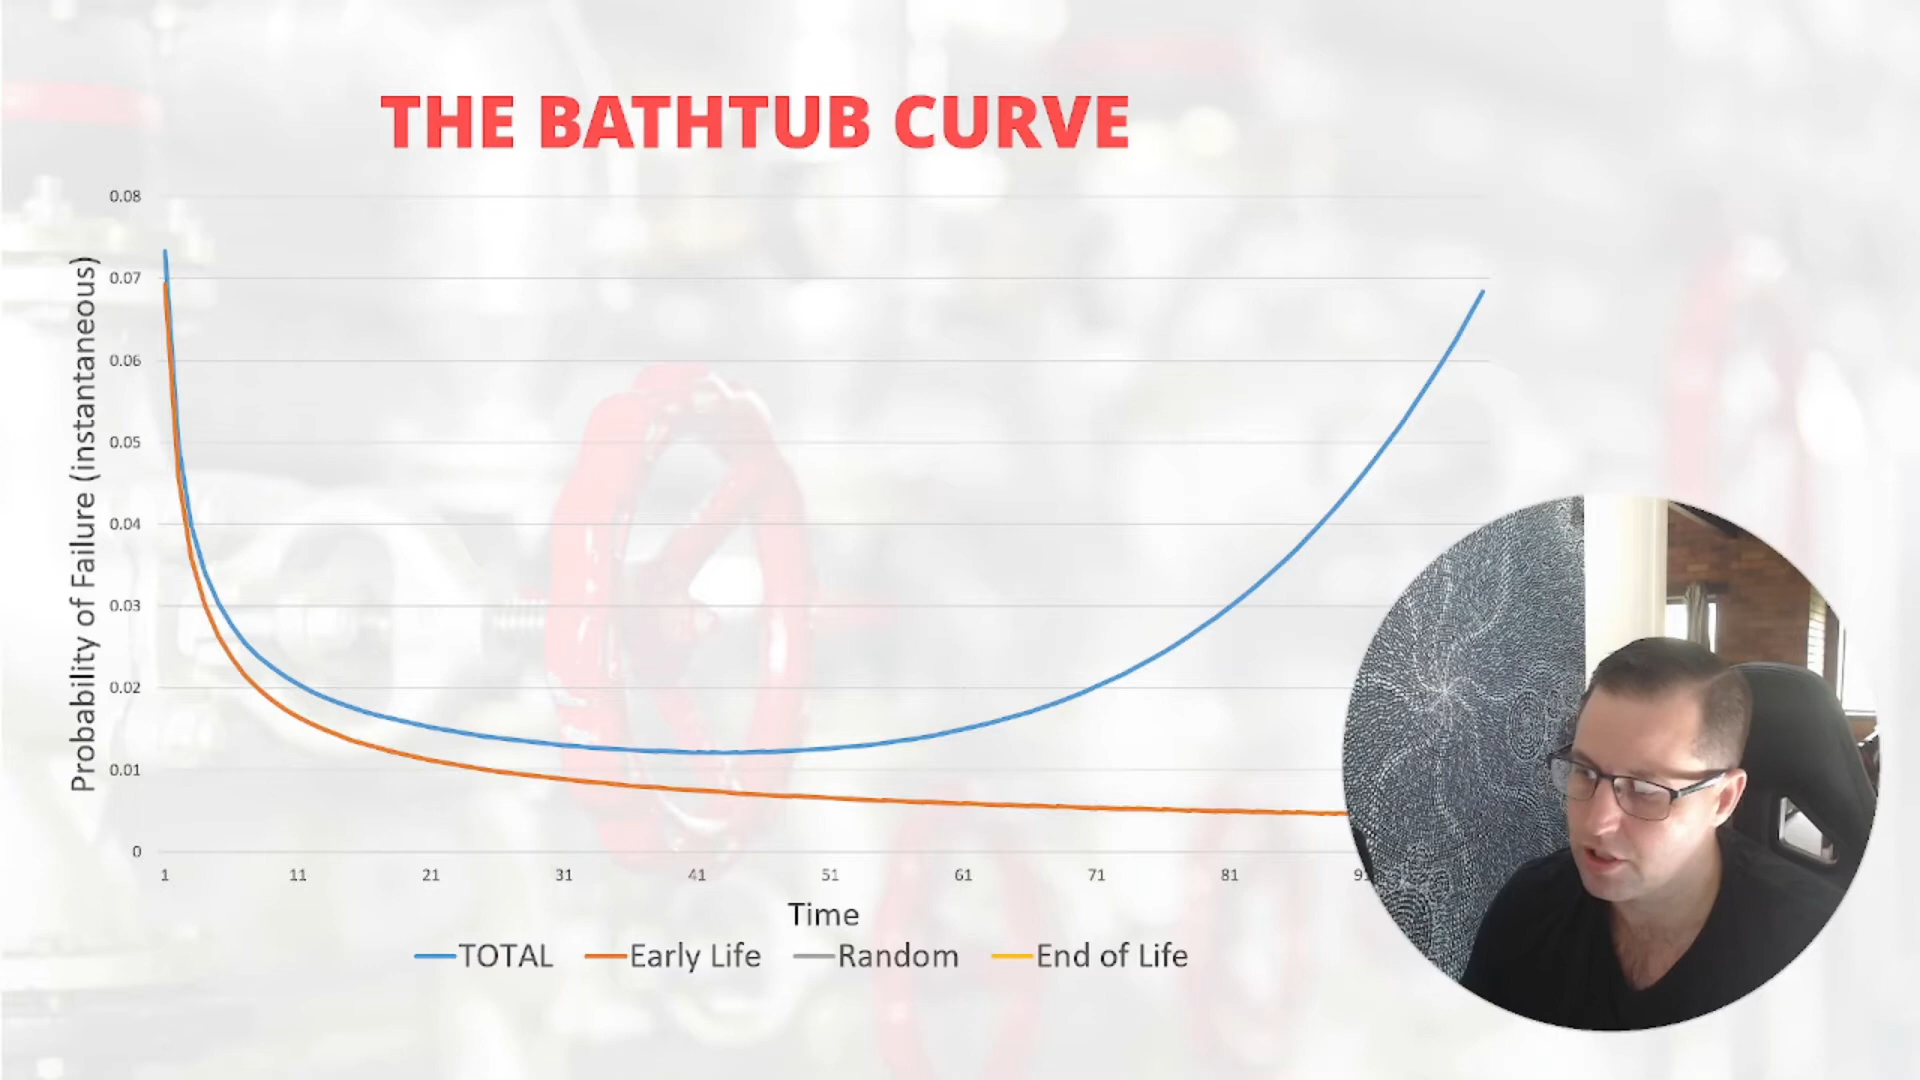 THE BATHTUB CURVE
0.08
0.07
0.06
0.05
0.04
0.03
0.02
0.01
0
Probability of Failure (instantaneous)
1 11 21 31 41 51 61 71 81 91
Time
TOTAL Early Life Random End of Life